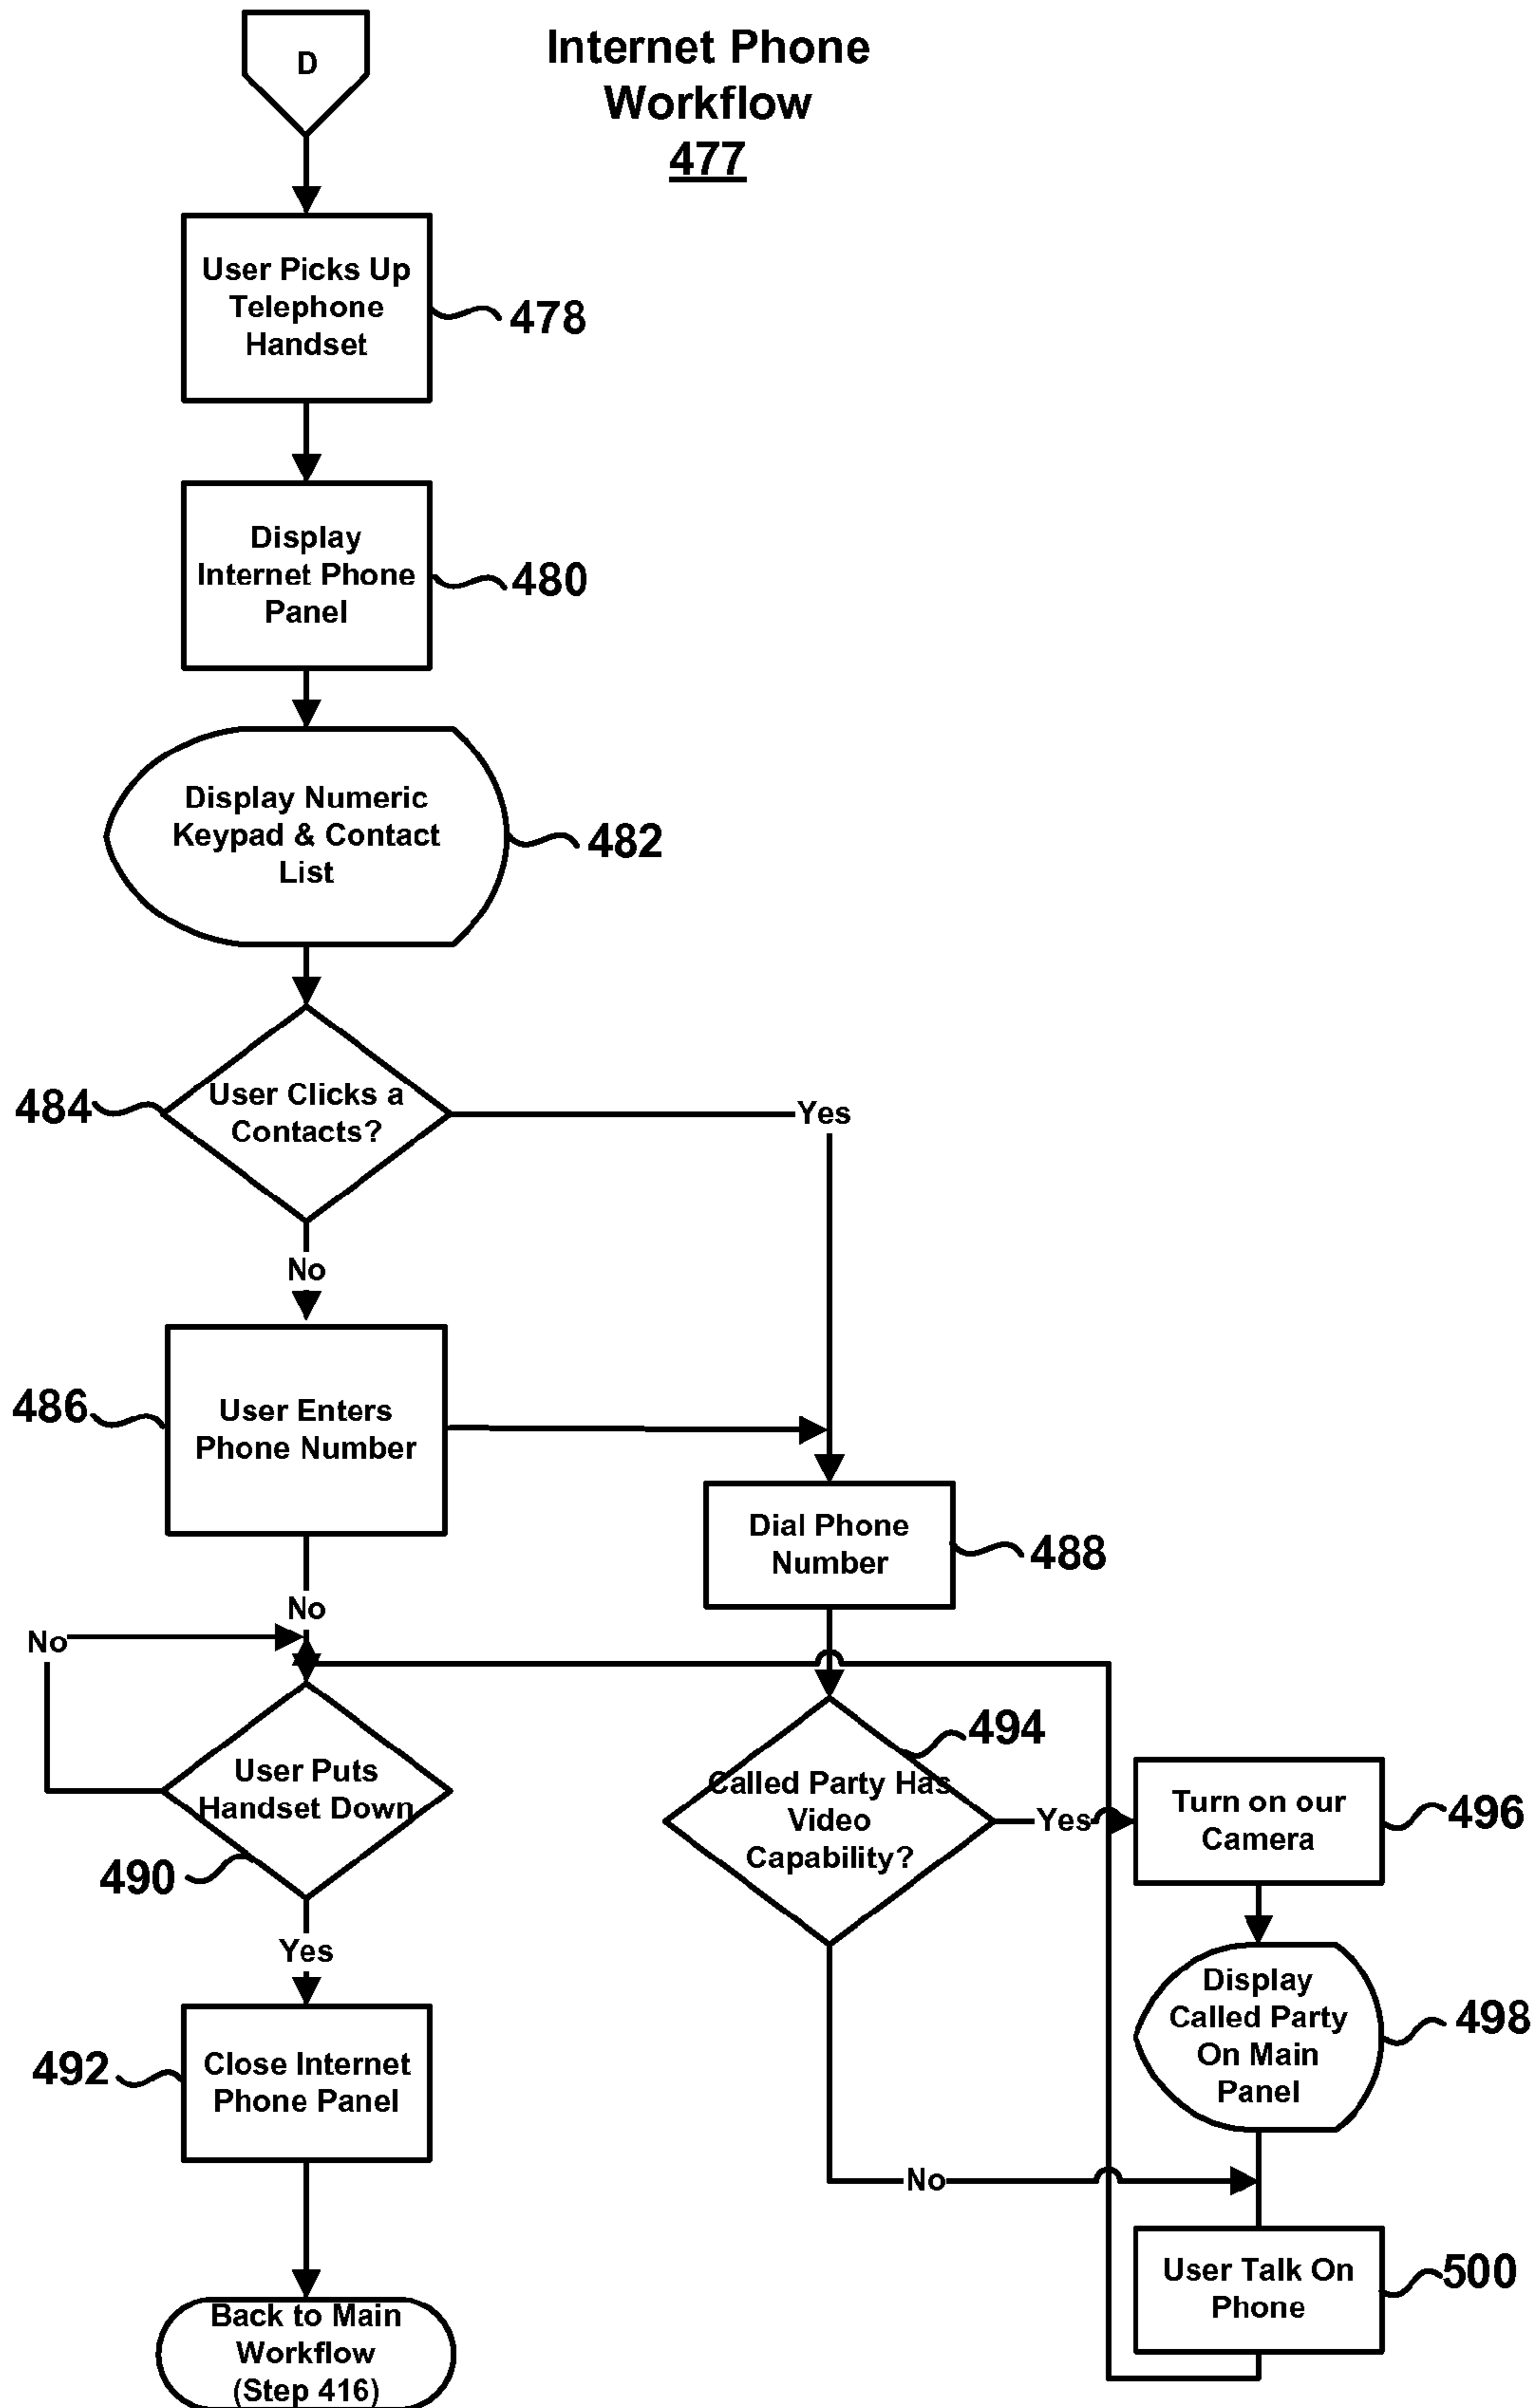 D
Internet Phone
Workflow
477
User Picks Up
Telephone
Handset
478
Display
Internet Phone
Panel
480
Display Numeric
Keypad & Contact
List
482
484
User Clicks a
Contacts?
Yes
No
486
User Enters
Phone Number
Dial Phone
Number
488
No
No
User Puts
Handset Down
490
494
Called Party Has
Video
Capability?
Yes
Turn on our
Camera
496
Yes
492
Close Internet
Phone Panel
Display
Called Party
On Main
Panel
498
No
User Talk On
Phone
500
Back to Main
Workflow
(Step 416)